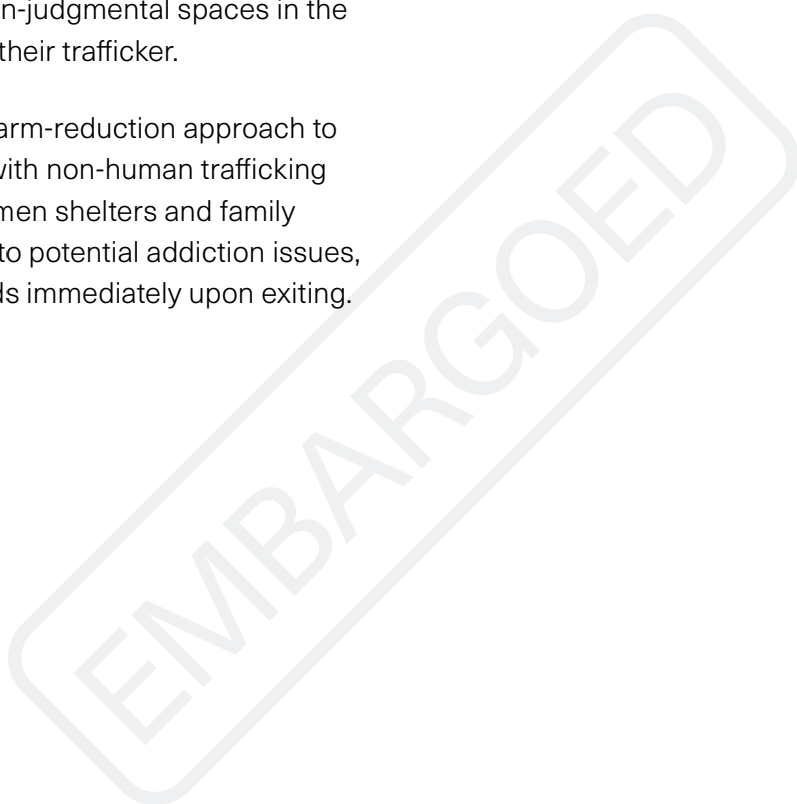 n-judgmental spaces in the
their trafficker.
arm-reduction approach to
with non-human trafficking
men shelters and family
to potential addiction issues,
ds immediately upon exiting.
EMBARGOED